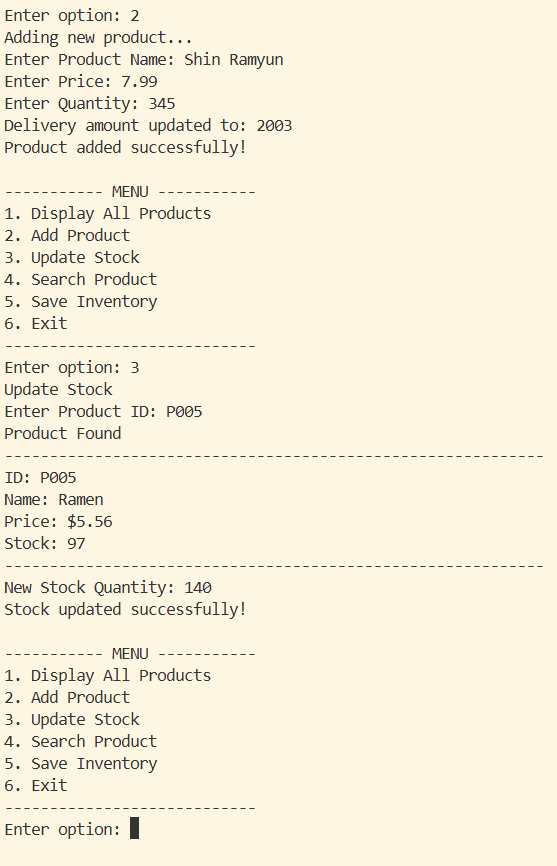 Enter option: 2
Adding new product...
Enter Product Name: Shin Ramyun
Enter Price: 7.99
Enter Quantity: 345
Delivery amount updated to: 2003
Product added successfully!
----------- MENU -----------
1. Display All Products
2. Add Product
3. Update Stock
4. Search Product
5. Save Inventory
6. Exit
----------------------------
Enter option: 3
Update Stock
Enter Product ID: P005
Product Found
------------------------------------------------------------
ID: P005
Name: Ramen
Price: $5.56
Stock: 97
------------------------------------------------------------
New Stock Quantity: 140
Stock updated successfully!
----------- MENU -----------
1. Display All Products
2. Add Product
3. Update Stock
4. Search Product
5. Save Inventory
6. Exit
----------------------------
Enter option: